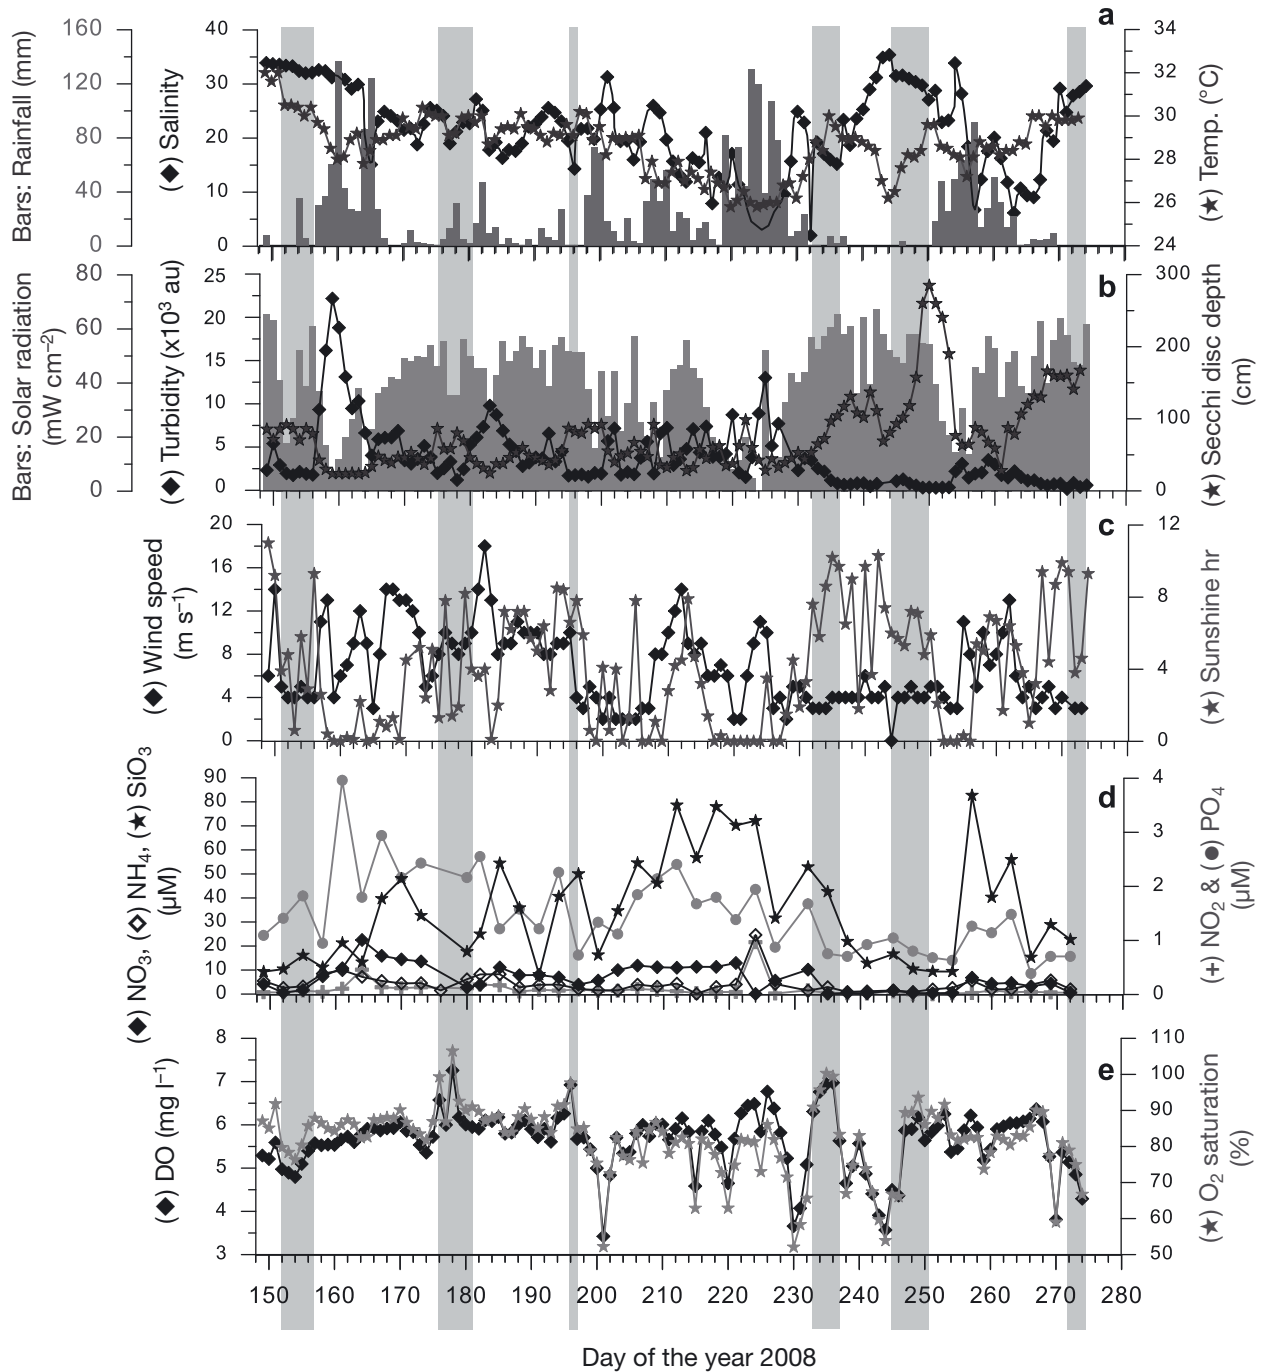 a
Bars: Rainfall (mm)
160
120
80
40
0
(◆) Salinity
40
30
20
10
0
34
32
30
28
26
24
(★) Temp. (°C)
b
Bars: Solar radiation
(mW cm⁻²)
80
60
40
20
0
(◆) Turbidity (x10³ au)
25
20
15
10
5
0
300
200
100
0
(★) Secchi disc depth
(cm)
c
(◆) Wind speed
(m s⁻¹)
20
16
12
8
4
0
12
8
4
0
(★) Sunshine hr
d
(◆) NO₃, (◇) NH₄, (★) SiO₃
(µM)
90
80
70
60
50
40
30
20
10
0
4
3
2
1
0
(+) NO₂ & (●) PO₄
(µM)
e
(◆) DO (mg l⁻¹)
8
7
6
5
4
3
110
100
90
80
70
60
50
(★) O₂ saturation
(%)
150 160 170 180 190 200 210 220 230 240 250 260 270 280
Day of the year 2008